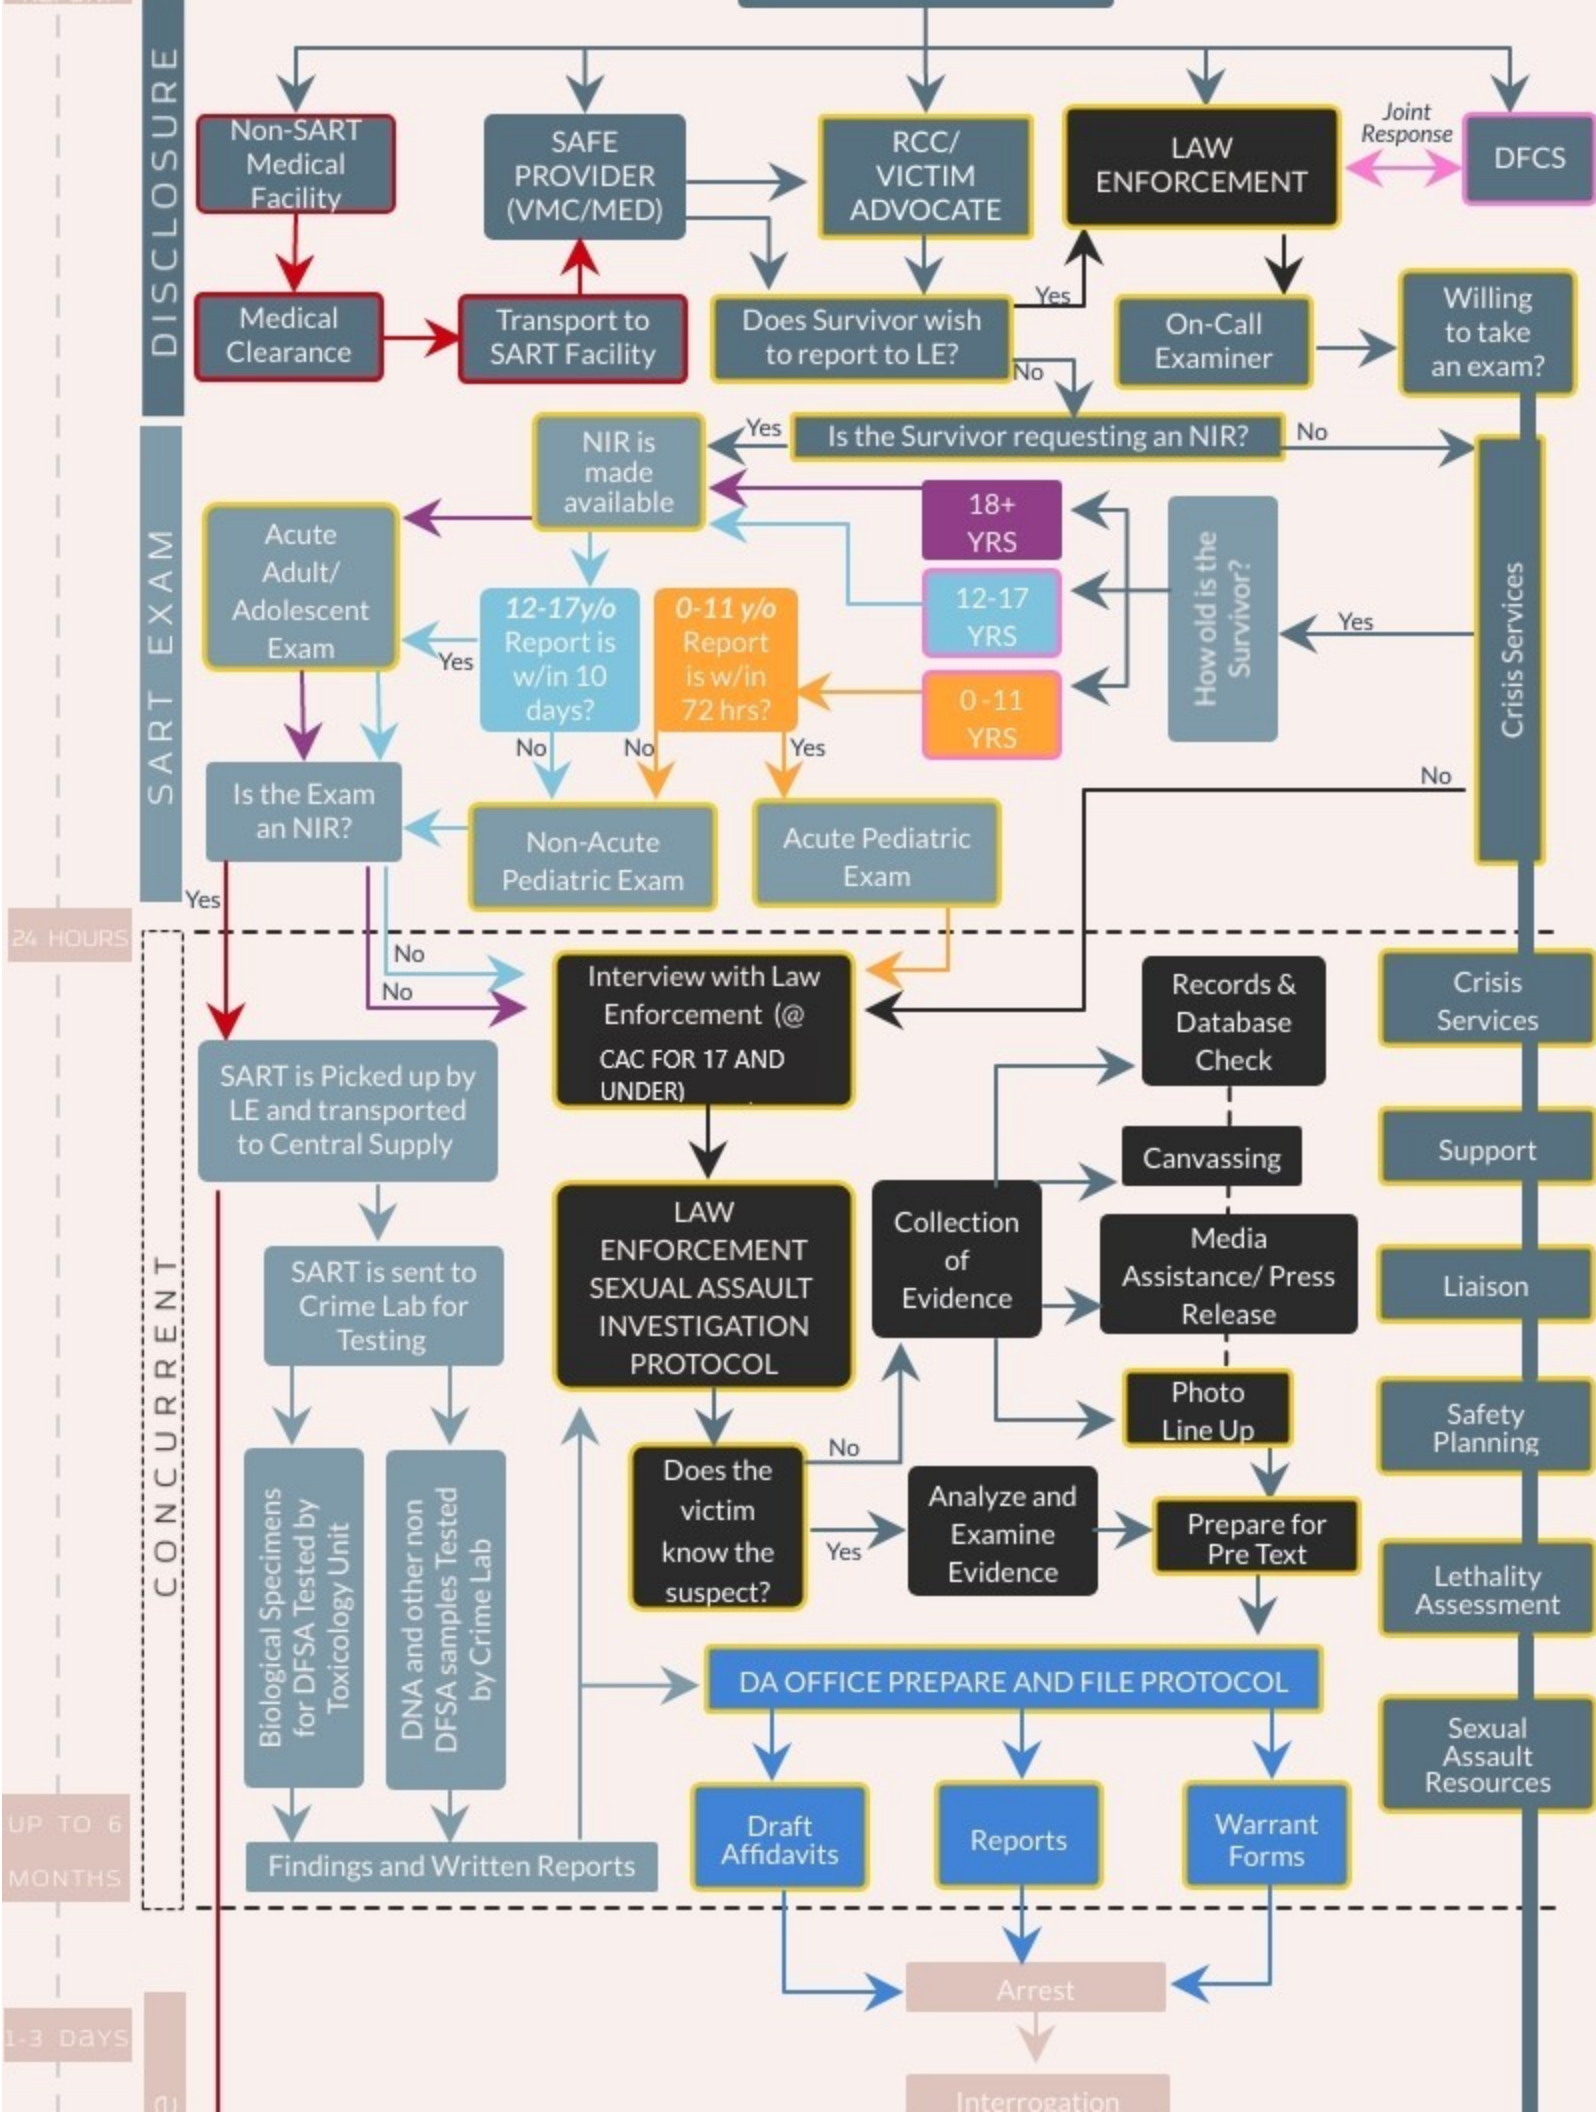 DISCLOSURE
Non-SART
Medical
Facility
SAFE
PROVIDER
(VMC/MED)
RCC/
VICTIM
ADVOCATE
LAW
ENFORCEMENT
Joint
Response
DFCS
Medical
Clearance
Transport to
SART Facility
Does Survivor wish
to report to LE?
Yes
No
On-Call
Examiner
Willing
to take
an exam?
SART EXAM
Is the Survivor requesting an NIR?
Yes
No
NIR is
made
available
Acute
Adult/
Adolescent
Exam
18+
YRS
12-17
YRS
0 -11
YRS
How old is the
Survivor?
Yes
Crisis Services
No
12-17y/o
Report is
w/in 10
days?
Yes
No
0-11 y/o
Report
is w/in
72 hrs?
No
Yes
Is the Exam
an NIR?
Non-Acute
Pediatric Exam
Acute Pediatric
Exam
Yes
No
No
24 HOURS
CONCURRENT
Interview with Law
Enforcement (@
CAC FOR 17 AND
UNDER)
Records &
Database
Check
Crisis
Services
SART is Picked up by
LE and transported
to Central Supply
Canvassing
Support
LAW
ENFORCEMENT
SEXUAL ASSAULT
INVESTIGATION
PROTOCOL
Collection
of
Evidence
Media
Assistance/ Press
Release
Liaison
SART is sent to
Crime Lab for
Testing
Photo
Line Up
Safety
Planning
Does the
victim
know the
suspect?
No
Yes
Analyze and
Examine
Evidence
Prepare for
Pre Text
Lethality
Assessment
Biological Specimens
for DFSA Tested by
Toxicology Unit
DNA and other non
DFSA samples Tested
by Crime Lab
DA OFFICE PREPARE AND FILE PROTOCOL
Sexual
Assault
Resources
UP TO 6
MONTHS
Findings and Written Reports
Draft
Affidavits
Reports
Warrant
Forms
Arrest
1-3 DaYS
Interrogation